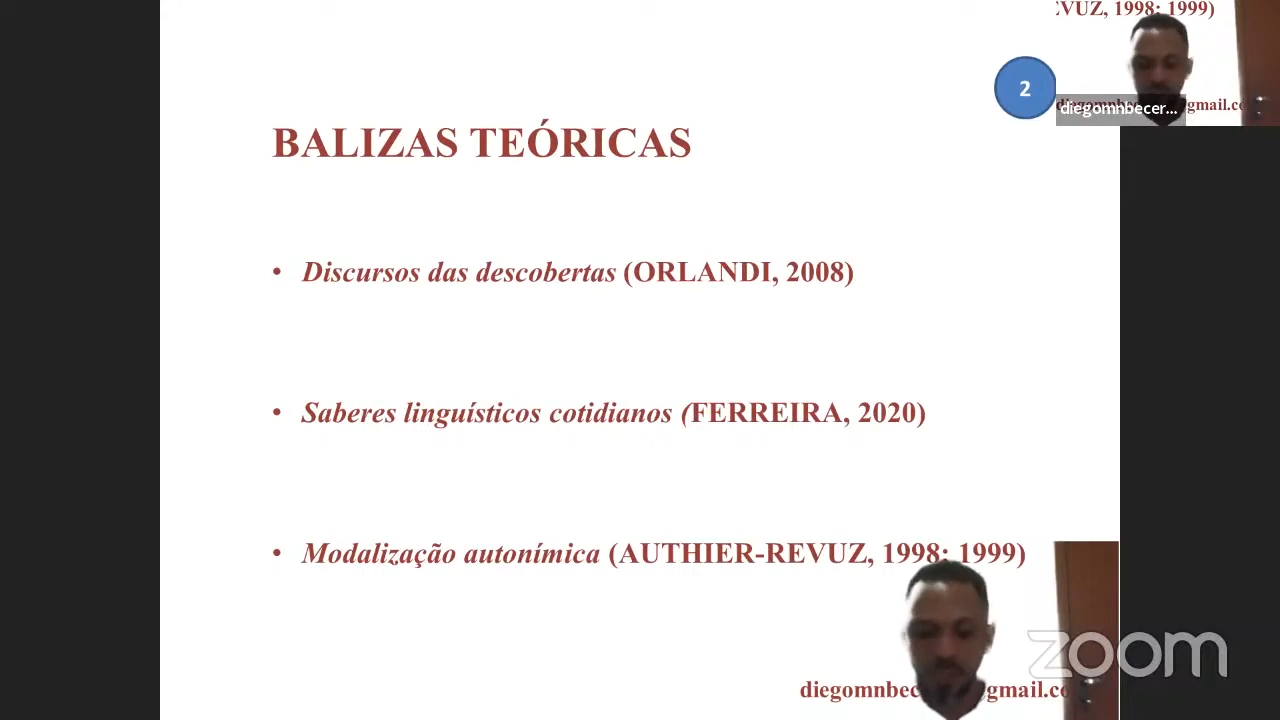 EVUZ, 1998; 1999)
2
diegomnbecer...
gmail.co
BALIZAS TEÓRICAS
• Discursos das descobertas (ORLANDI, 2008)
• Saberes linguísticos cotidianos (FERREIRA, 2020)
• Modalização autonímica (AUTHIER-REVUZ, 1998; 1999)
zoom
diegomnbec gmail.co